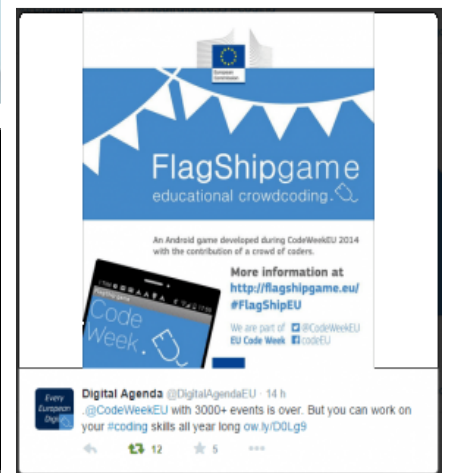 European
Commission
FlagShipgame
educational crowdcoding.
An Android game developed during CodeWeekEU 2014
with the contribution of a crowd of coders.
More information at
http://flagshipgame.eu/
#FlagShipEU
We are part of @CodeWeekEU
EU Code Week codeEU
FlagShip game
Code
Week.
Every
European
Digital
Digital Agenda @DigitalAgendaEU · 14 h
.@CodeWeekEU with 3000+ events is over. But you can work on
your #coding skills all year long ow.ly/D0Lg9
12 5